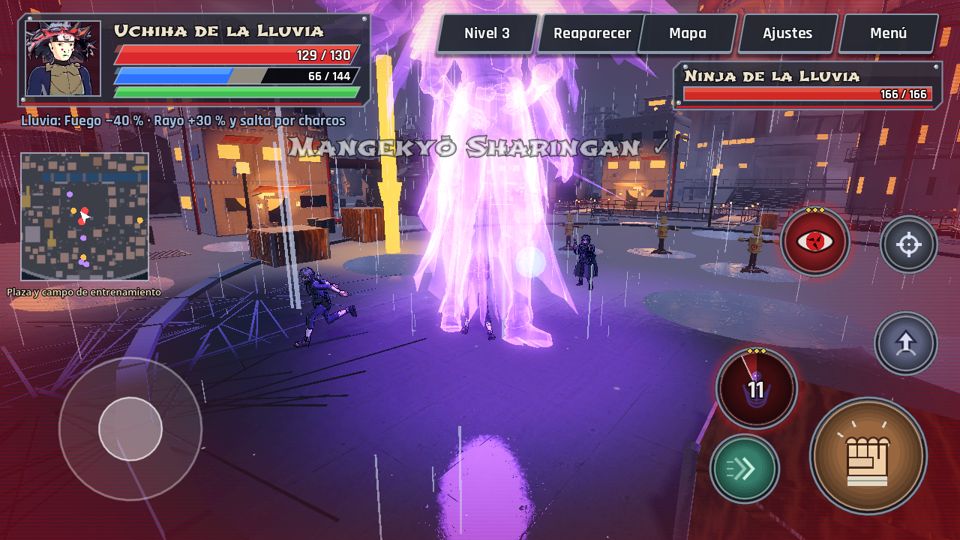 Uchiha de la Lluvia
129 / 130
66 / 144
Lluvia: Fuego −40 % · Rayo +30 % y salta por charcos
Nivel 3
Reaparecer
Mapa
Ajustes
Menú
Ninja de la Lluvia
166 / 166
Mangekyō Sharingan ✓
Plaza y campo de entrenamiento
11